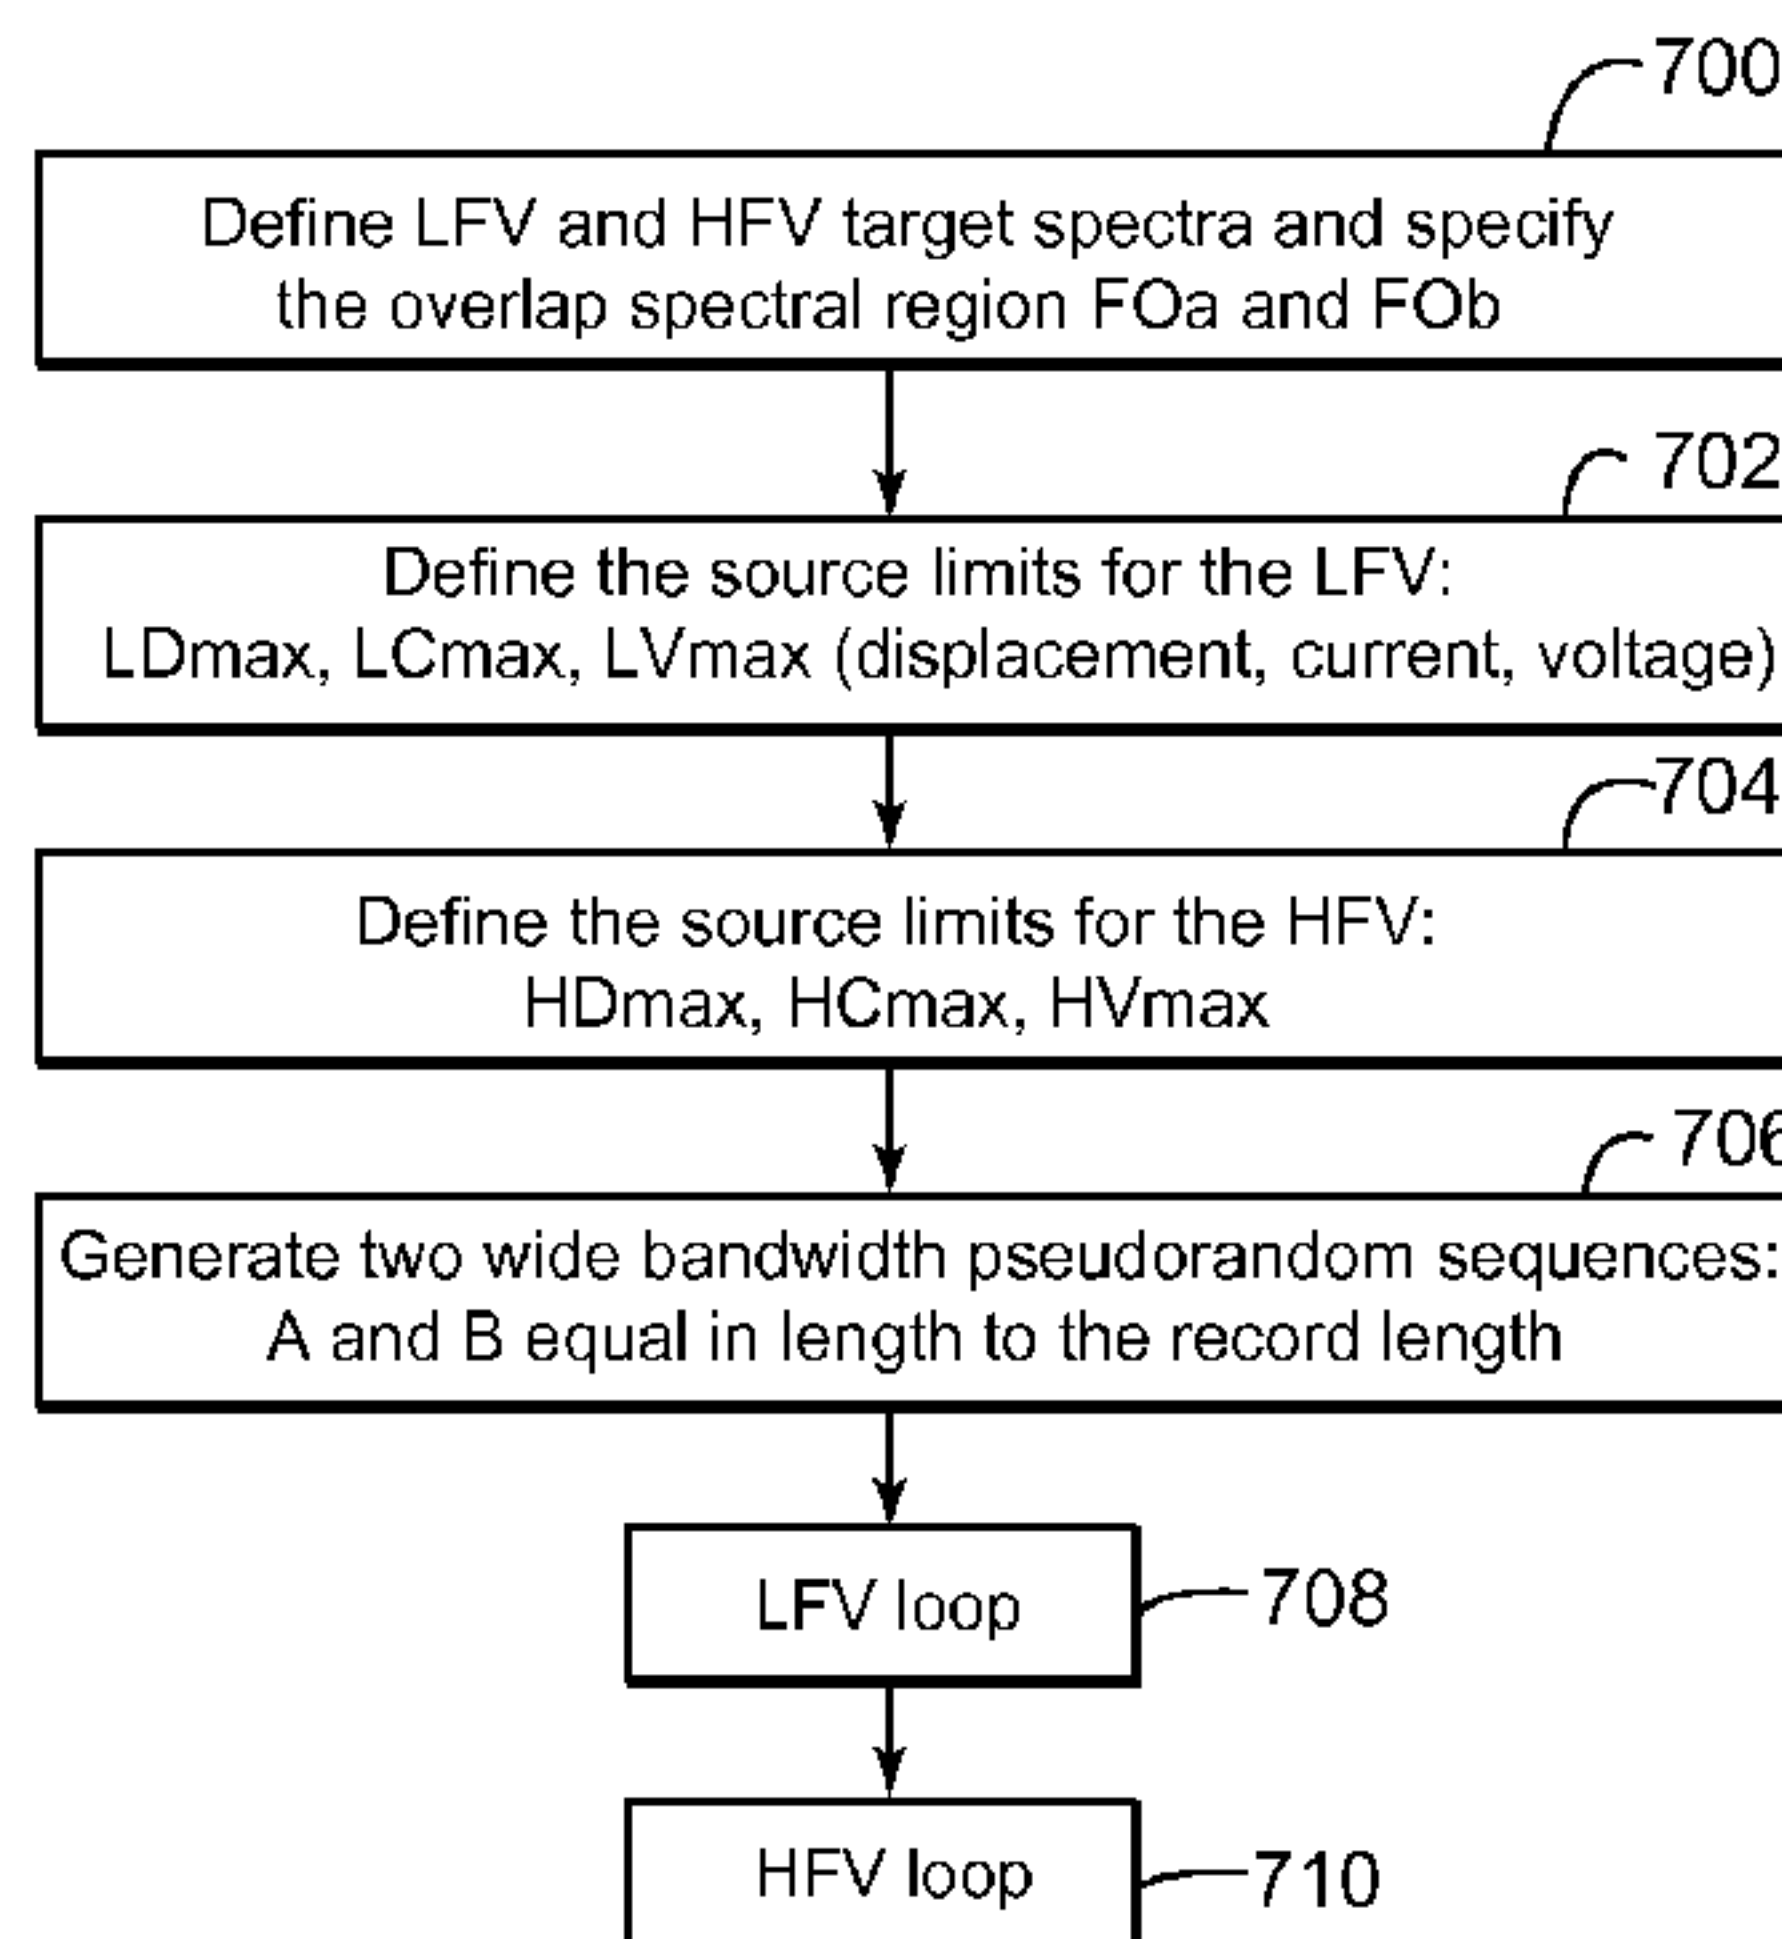 700
Define LFV and HFV target spectra and specify
the overlap spectral region FOa and FOb
702
Define the source limits for the LFV:
LDmax, LCmax, LVmax (displacement, current, voltage)
704
Define the source limits for the HFV:
HDmax, HCmax, HVmax
706
Generate two wide bandwidth pseudorandom sequences:
A and B equal in length to the record length
LFV loop
708
HFV loop
710